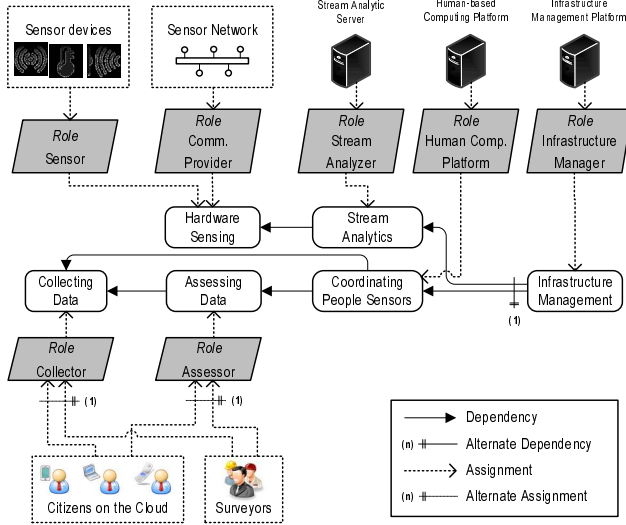 Sensor devices
Sensor Network
Stream Analytic
Server
Human-based
Computing Platform
Infrastructure
Management Platform
Role
Sensor
Role
Comm.
Provider
Role
Stream
Analyzer
Role
Human Comp.
Platform
Role
Infrastructure
Manager
Hardware
Sensing
Stream
Analytics
Collecting
Data
Assessing
Data
Coordinating
People Sensors
Infrastructure
Management
(1)
Role
Collector
Role
Assessor
(1)
(1)
Citizens on the Cloud
Surveyors
Dependency
(n) Alternate Dependency
Assignment
(n) Alternate Assignment